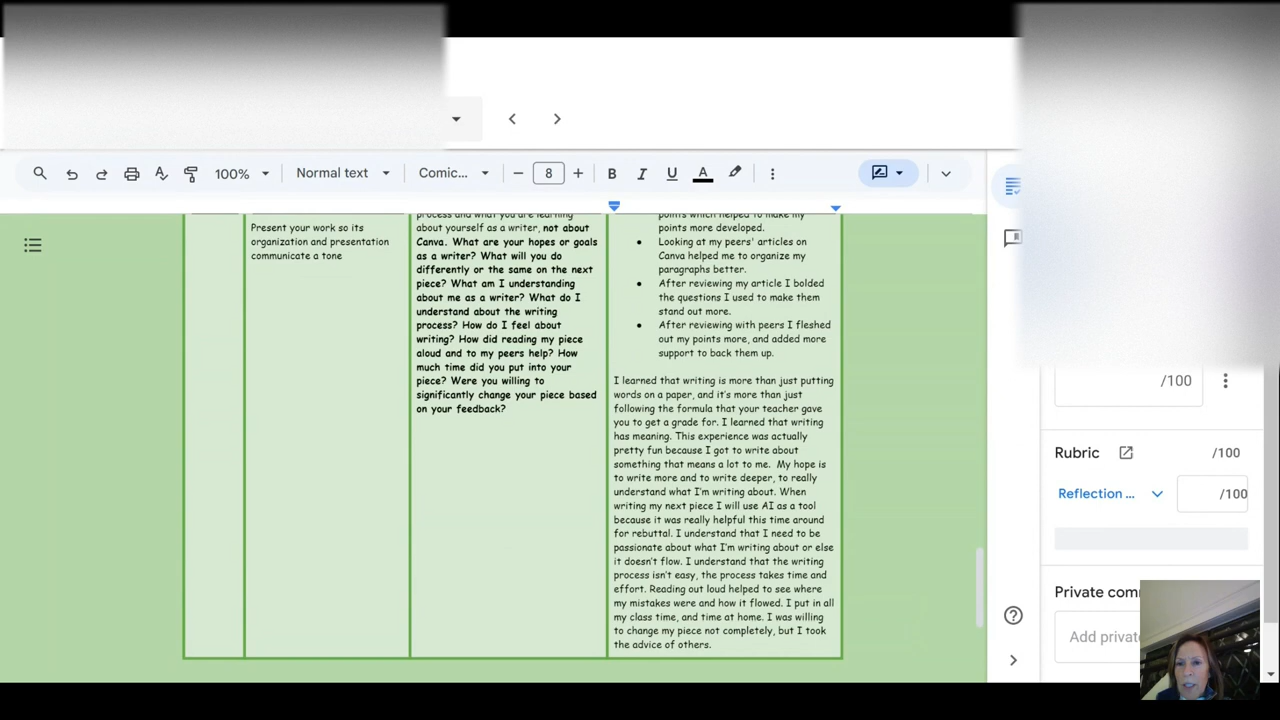 100%
Normal text
Comic...
8
B
I
U
A
Present your work so its
organization and presentation
communicate a tone
process and what you are learning
about yourself as a writer, not about
Canva. What are your hopes or goals
as a writer? What will you do
differently or the same on the next
piece? What am I understanding
about me as a writer? What do I
understand about the writing
process? How do I feel about
writing? How did reading my piece
aloud and to my peers help? How
much time did you put into your
piece? Were you willing to
significantly change your piece based
on your feedback?
points which helped to make my
points more developed.
Looking at my peers' articles on
Canva helped me to organize my
paragraphs better.
After reviewing my article I bolded
the questions I used to make them
stand out more.
After reviewing with peers I fleshed
out my points more, and added more
support to back them up.
I learned that writing is more than just putting
words on a paper, and it's more than just
following the formula that your teacher gave
you to get a grade for. I learned that writing
has meaning. This experience was actually
pretty fun because I got to write about
something that means a lot to me. My hope is
to write more and to write deeper, to really
understand what I'm writing about. When
writing my next piece I will use AI as a tool
because it was really helpful this time around
for rebuttal. I understand that I need to be
passionate about what I'm writing about or else
it doesn't flow. I understand that the writing
process isn't easy, the process takes time and
effort. Reading out loud helped to see where
my mistakes were and how it flowed. I put in all
my class time, and time at home. I was willing
to change my piece not completely, but I took
the advice of others.
/100
Rubric /100
Reflection ... /100
Private com
Add private